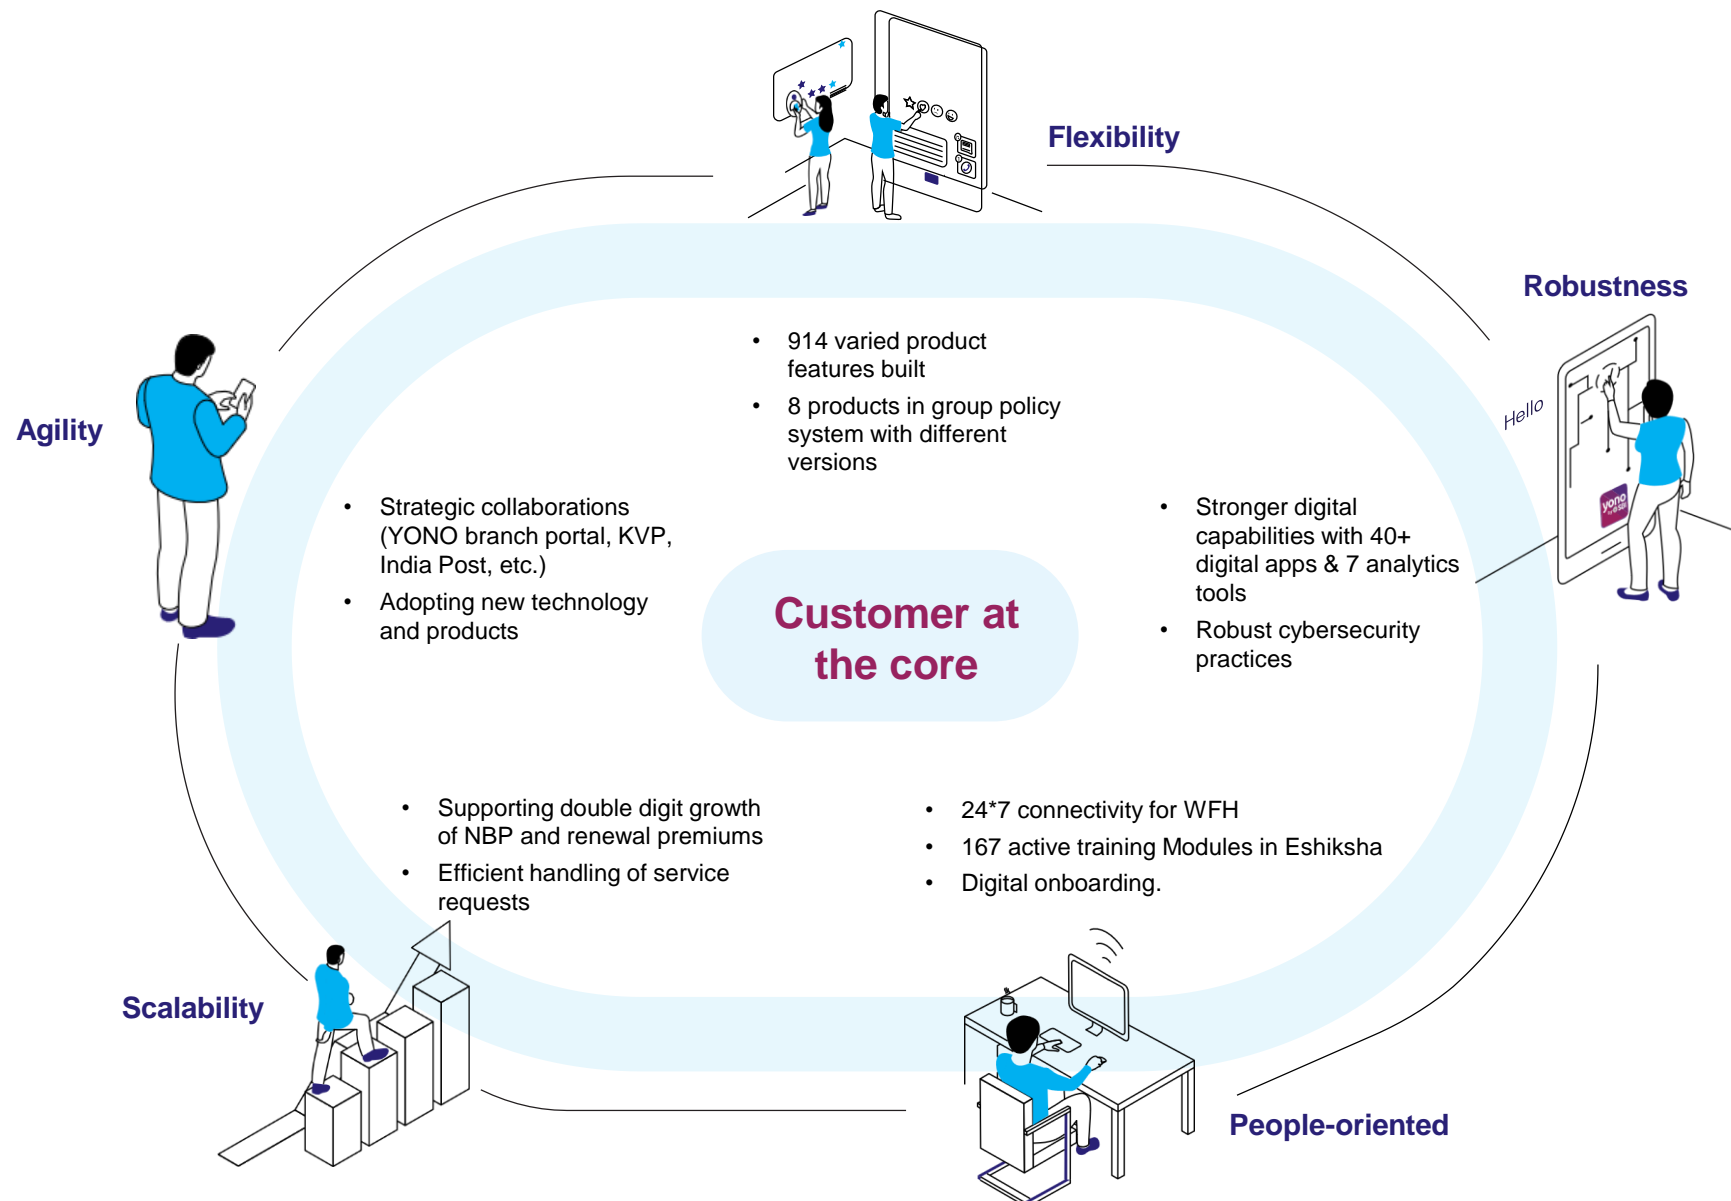 Flexibility
Robustness
• 914 varied product
features built
• 8 products in group policy
system with different
versions
Agility
Hello
• Strategic collaborations
(YONO branch portal, KVP,
India Post, etc.)
• Adopting new technology
and products
• Stronger digital
capabilities with 40+
digital apps & 7 analytics
tools
• Robust cybersecurity
practices
yono
Customer at
the core
• Supporting double digit growth
of NBP and renewal premiums
• Efficient handling of service
requests
• 24*7 connectivity for WFH
• 167 active training Modules in Eshiksha
• Digital onboarding.
Scalability
People-oriented